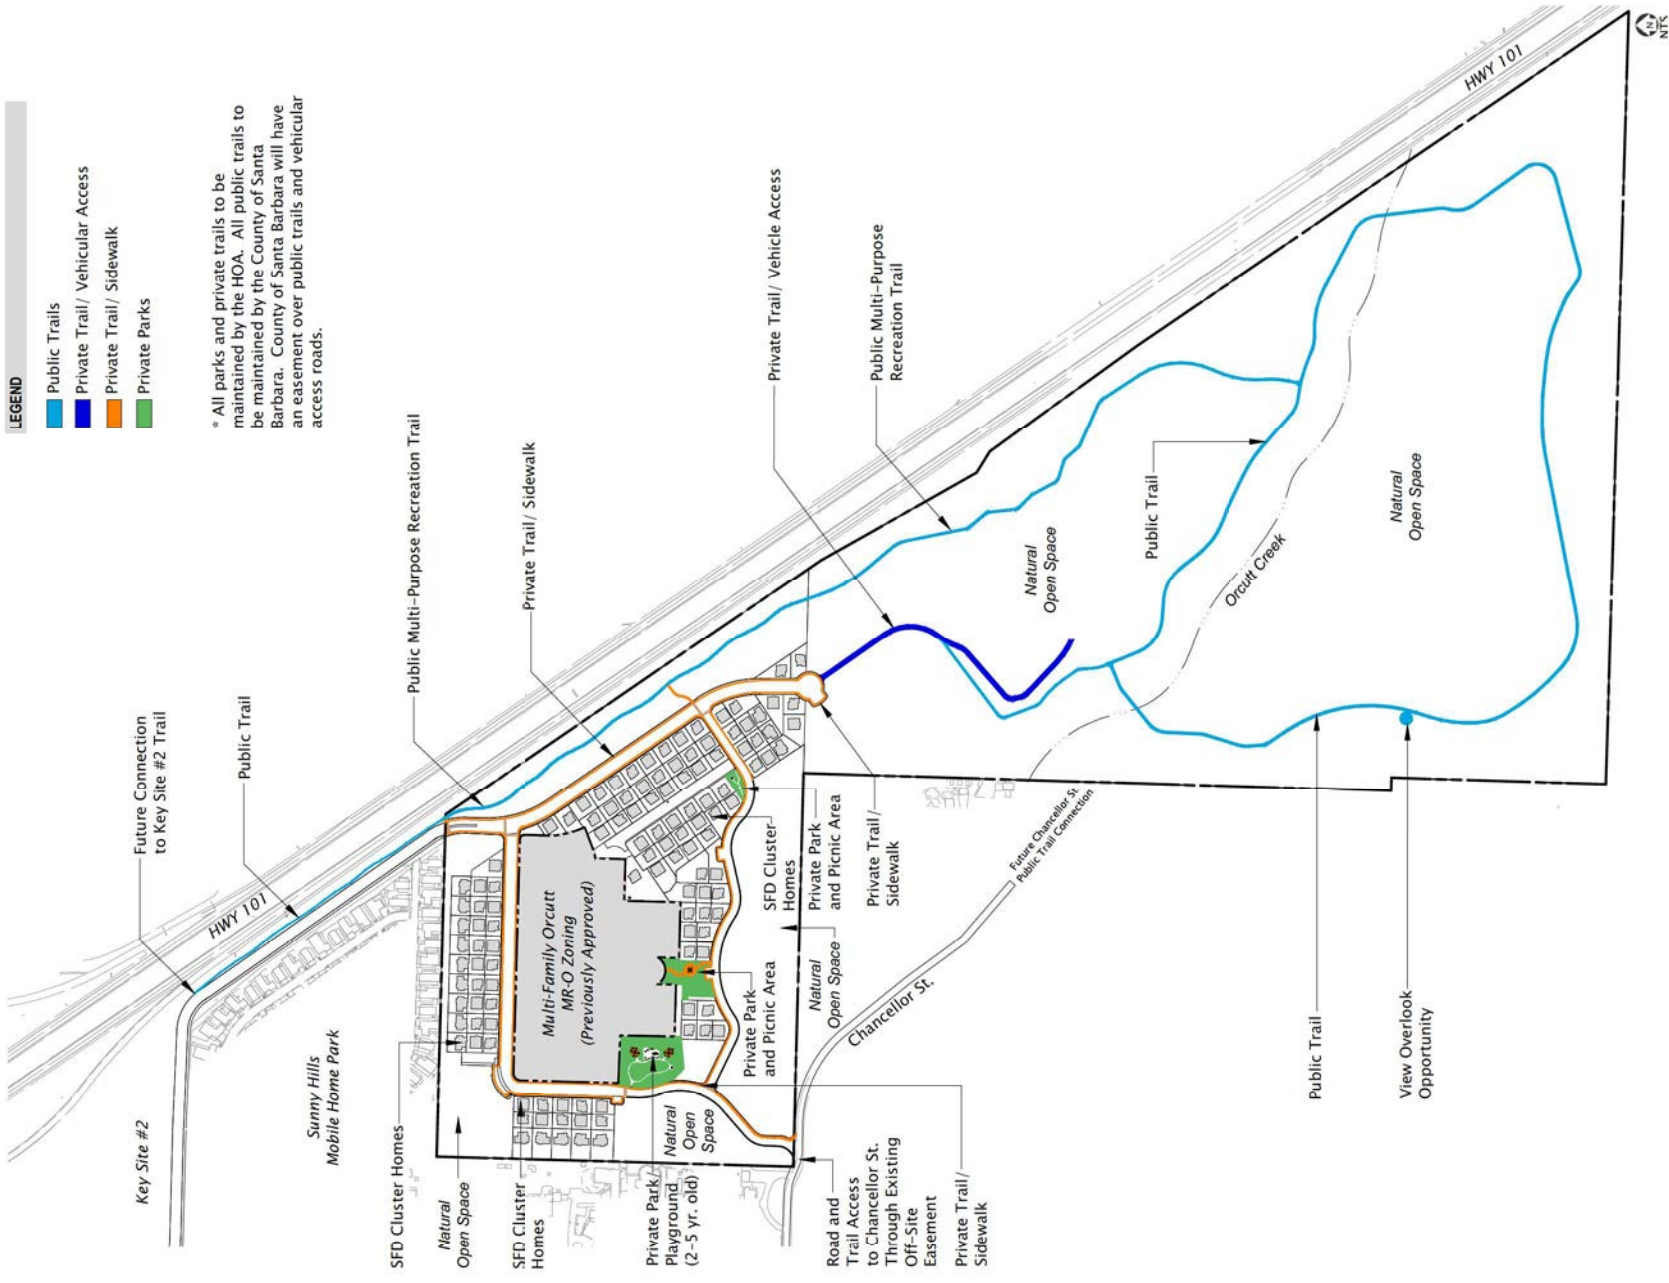 LEGEND
Public Trails
Private Trail/ Vehicular Access
Private Trail/ Sidewalk
Private Parks
* All parks and private trails to be
maintained by the HOA. All public trails to
be maintained by the County of Santa
Barbara. County of Santa Barbara will have
an easement over public trails and vehicular
access roads.
Key Site #2
Future Connection
to Key Site #2 Trail
Public Trail
HWY 101
Sunny Hills
Mobile Home Park
Public Multi-Purpose Recreation Trail
Private Trail/ Sidewalk
Private Trail/ Vehicle Access
Public Multi-Purpose
Recreation Trail
HWY 101
N
NTS
SFD Cluster Homes
Natural
Open Space
SFD Cluster
Homes
Multi-Family Orcutt
MR-O Zoning
(Previously Approved)
Private Park/
Playground
(2-5 yr. old)
Natural
Open
Space
Private Park
and Picnic Area
SFD Cluster
Homes
Private Park
and Picnic Area
Natural
Open Space
Private Trail/
Sidewalk
Road and
Trail Access
to Chancellor St.
Through Existing
Off-Site
Easement
Private Trail/
Sidewalk
Chancellor St.
Future Chancellor St.
Public Trail Connection
Natural
Open Space
Public Trail
Orcutt Creek
Natural
Open Space
Public Trail
View Overlook
Opportunity